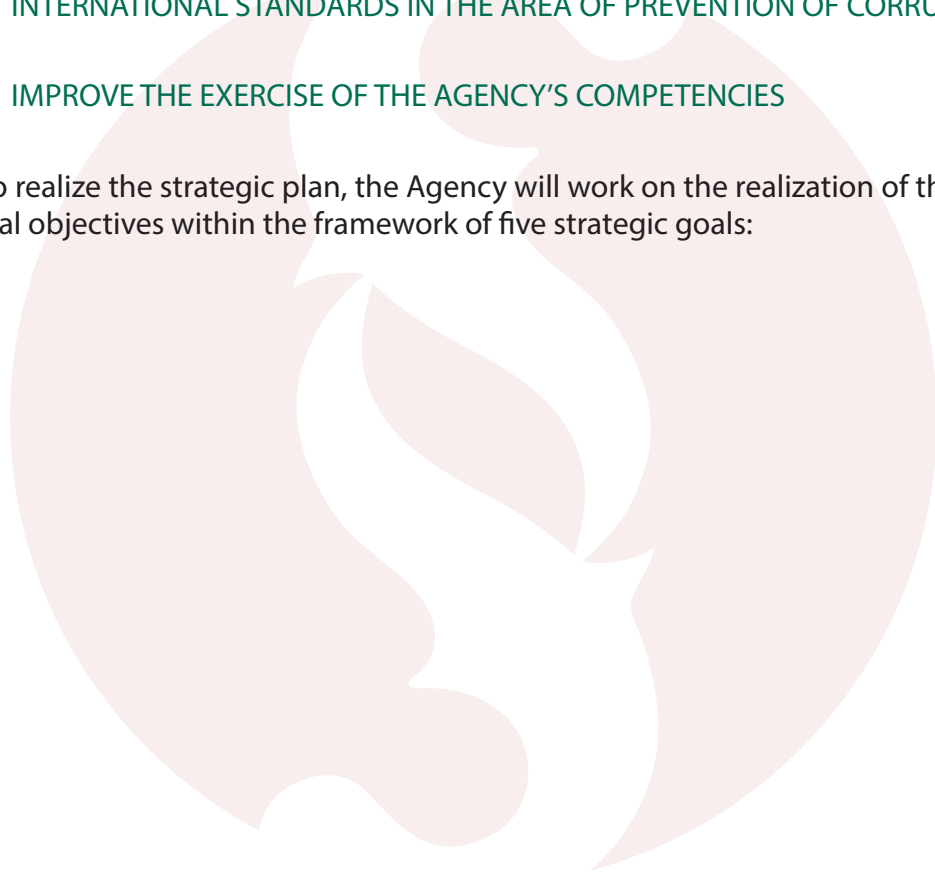 INTERNATIONAL STANDARDS IN THE AREA OF PREVENTION OF
IMPROVE THE EXERCISE OF THE AGENCY’S COMPETENCIES
realize the strategic plan, the Agency will work on the realization of
objectives within the framework of five strategic goals: